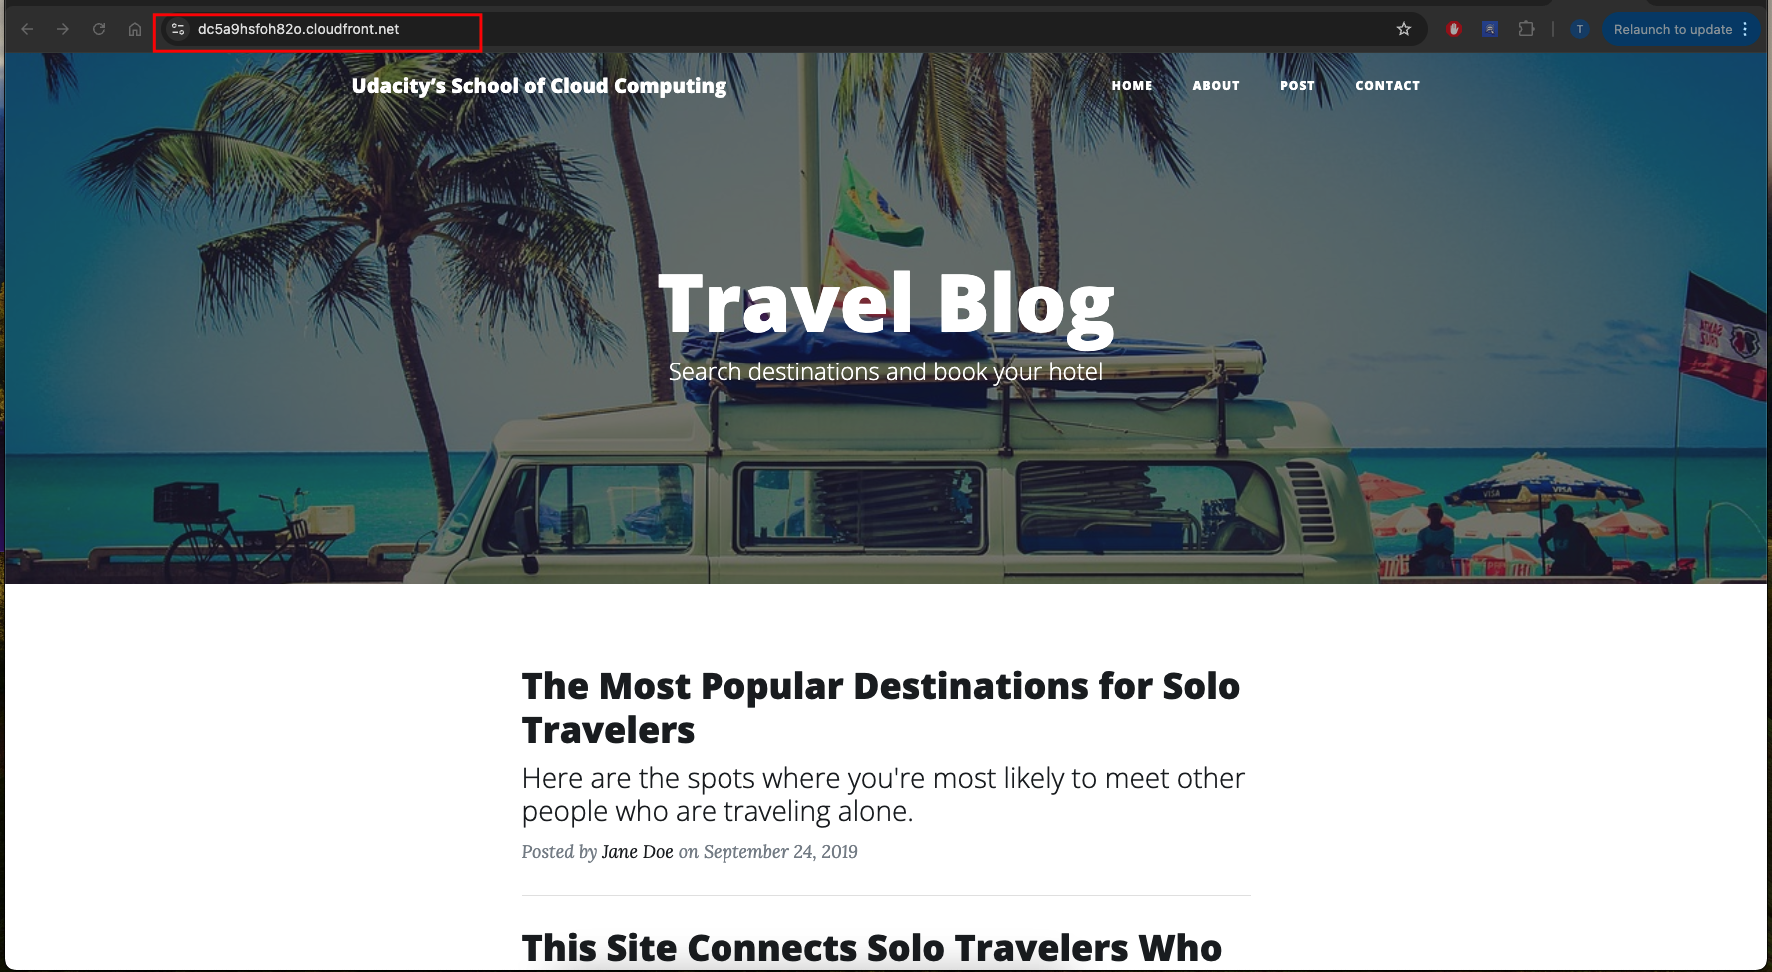 dc5a9hsfoh82o.cloudfront.net
T
Relaunch to update
Udacity’s School of Cloud Computing
HOME ABOUT POST CONTACT
Travel Blog
Search destinations and book your hotel
VISA VISA
The Most Popular Destinations for Solo
Travelers
Here are the spots where you're most likely to meet other
people who are traveling alone.
Posted by Jane Doe on September 24, 2019
This Site Connects Solo Travelers Who